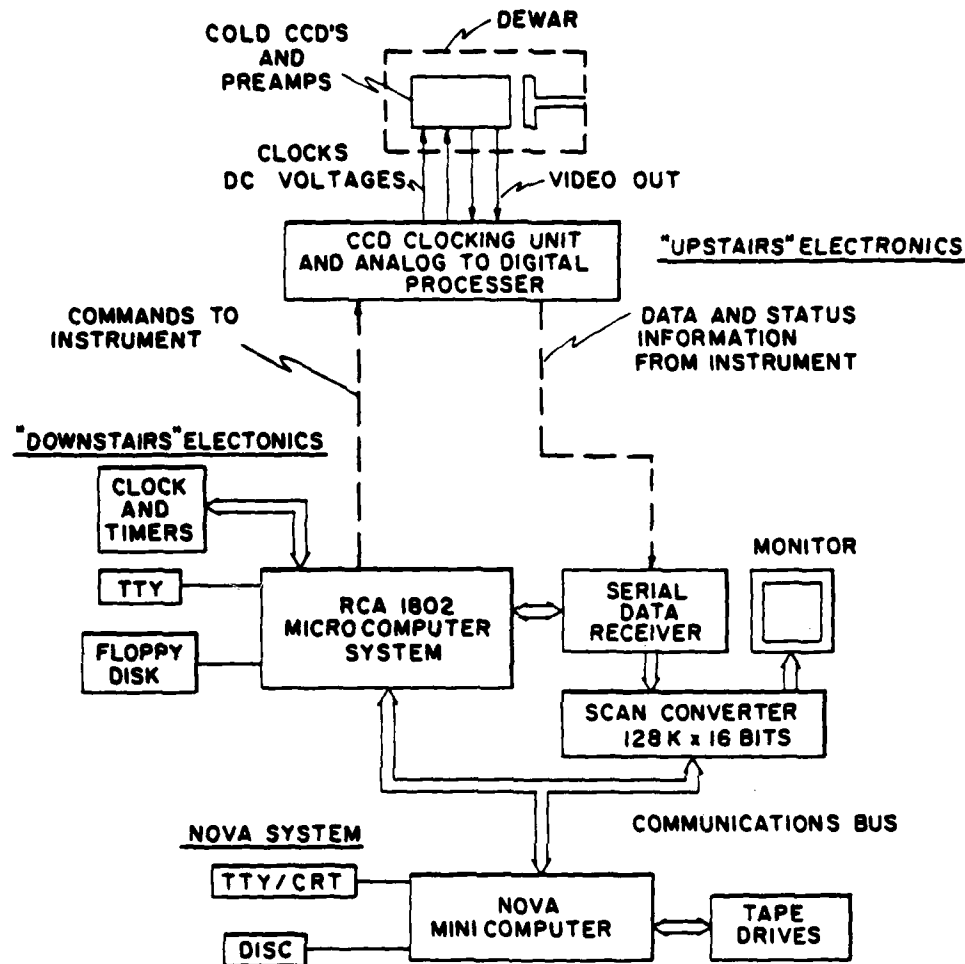 DEWAR
COLD CCD'S
AND
PREAMPS
CLOCKS
DC VOLTAGES
VIDEO OUT
CCD CLOCKING UNIT
AND ANALOG TO DIGITAL
PROCESSER
"UPSTAIRS" ELECTRONICS
COMMANDS TO
INSTRUMENT
DATA AND STATUS
INFORMATION
FROM INSTRUMENT
"DOWNSTAIRS" ELECTONICS
CLOCK
AND
TIMERS
MONITOR
TTY
RCA 1802
MICROCOMPUTER
SYSTEM
SERIAL
DATA
RECEIVER
FLOPPY
DISK
SCAN CONVERTER
128 K x 16 BITS
COMMUNICATIONS BUS
NOVA SYSTEM
TTY/CRT
NOVA
MINI COMPUTER
TAPE
DRIVES
DISC